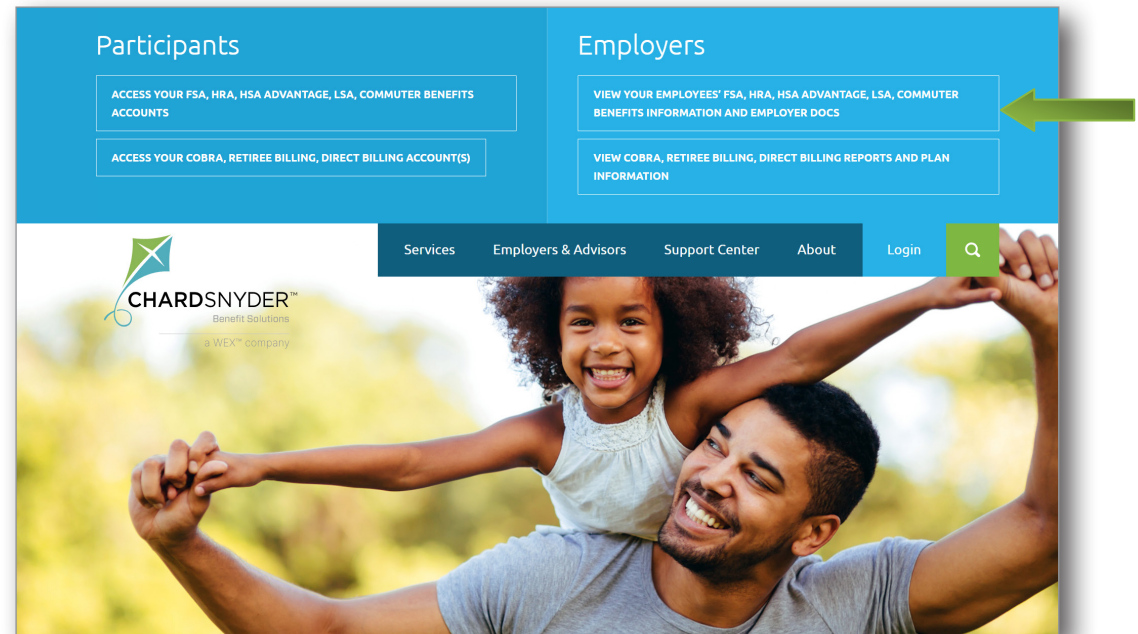 Participants
ACCESS YOUR FSA, HRA, HSA ADVANTAGE, LSA, COMMUTER BENEFITS
ACCOUNTS
ACCESS YOUR COBRA, RETIREE BILLING, DIRECT BILLING ACCOUNT(S)
Employers
VIEW YOUR EMPLOYEES' FSA, HRA, HSA ADVANTAGE, LSA, COMMUTER
BENEFITS INFORMATION AND EMPLOYER DOCS
VIEW COBRA, RETIREE BILLING, DIRECT BILLING REPORTS AND PLAN
INFORMATION
Services Employers & Advisors Support Center About Login
CHARDSNYDER™
Benefit Solutions
a WEX™ company